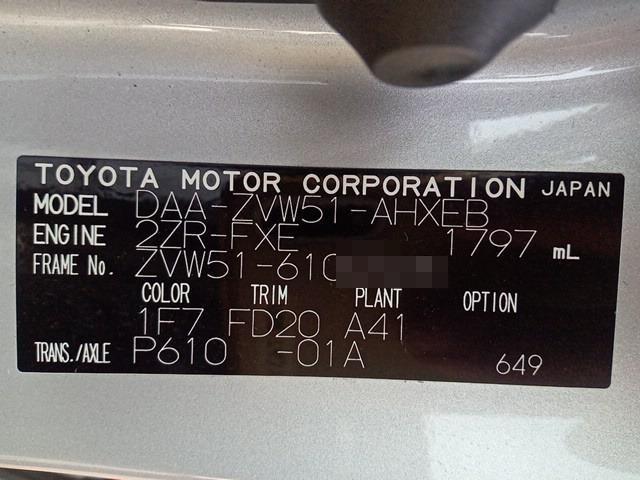 TOYOTA MOTOR CORPORATION JAPAN
MODEL DAA-ZVW51-AHXEB
ENGINE 2ZR-FXE 1797 mL
FRAME No. ZVW51-610
COLOR TRIM PLANT OPTION
1F7 FD20 A41
TRANS./AXLE P610 -01A 649